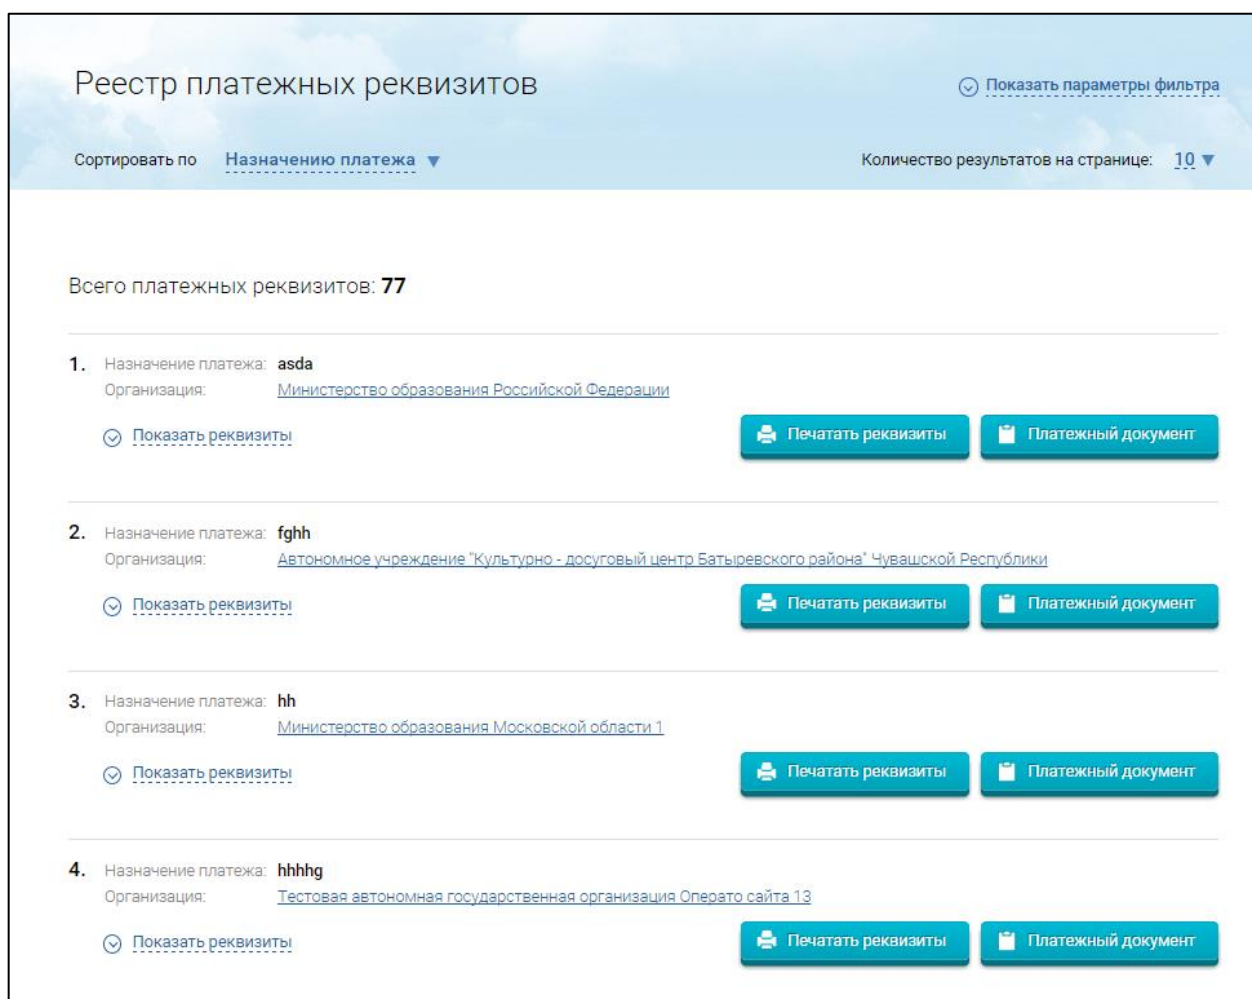 Реестр платежных реквизитов
Показать параметры фильтра
Сортировать по Назначению платежа
Количество результатов на странице: 10
Всего платежных реквизитов: 77
1. Назначение платежа: asda
Организация: Министерство образования Российской Федерации
Показать реквизиты
Печатать реквизиты
Платежный документ
2. Назначение платежа: fghh
Организация: Автономное учреждение "Культурно - досуговый центр Батыревского района" Чувашской Республики
Показать реквизиты
Печатать реквизиты
Платежный документ
3. Назначение платежа: hh
Организация: Министерство образования Московской области 1
Показать реквизиты
Печатать реквизиты
Платежный документ
4. Назначение платежа: hhhhg
Организация: Тестовая автономная государственная организация Операто сайта 13
Показать реквизиты
Печатать реквизиты
Платежный документ